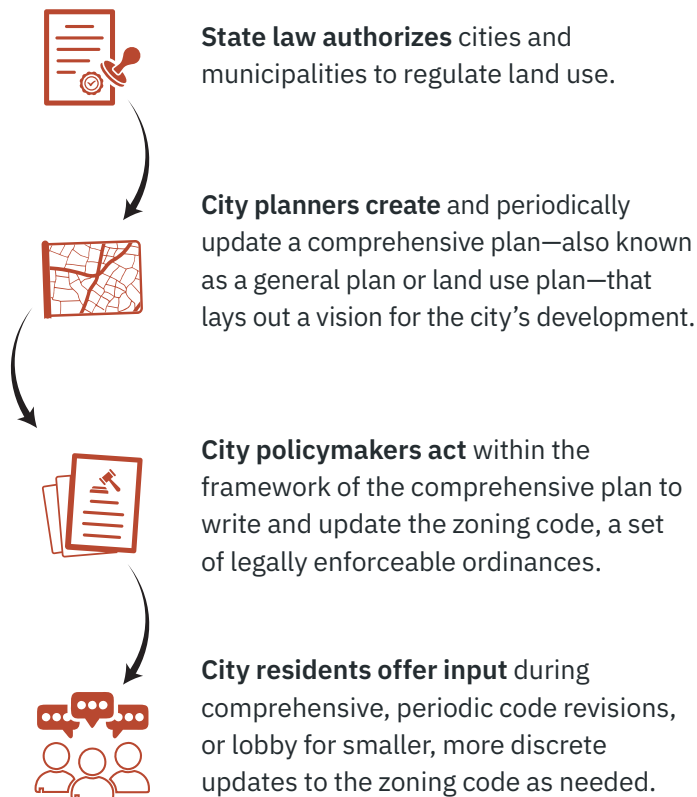 State law authorizes cities and
municipalities to regulate land use.
City planners create and periodically
update a comprehensive plan—also known
as a general plan or land use plan—that
lays out a vision for the city’s development.
City policymakers act within the
framework of the comprehensive plan to
write and update the zoning code, a set
of legally enforceable ordinances.
City residents offer input during
comprehensive, periodic code revisions,
or lobby for smaller, more discrete
updates to the zoning code as needed.